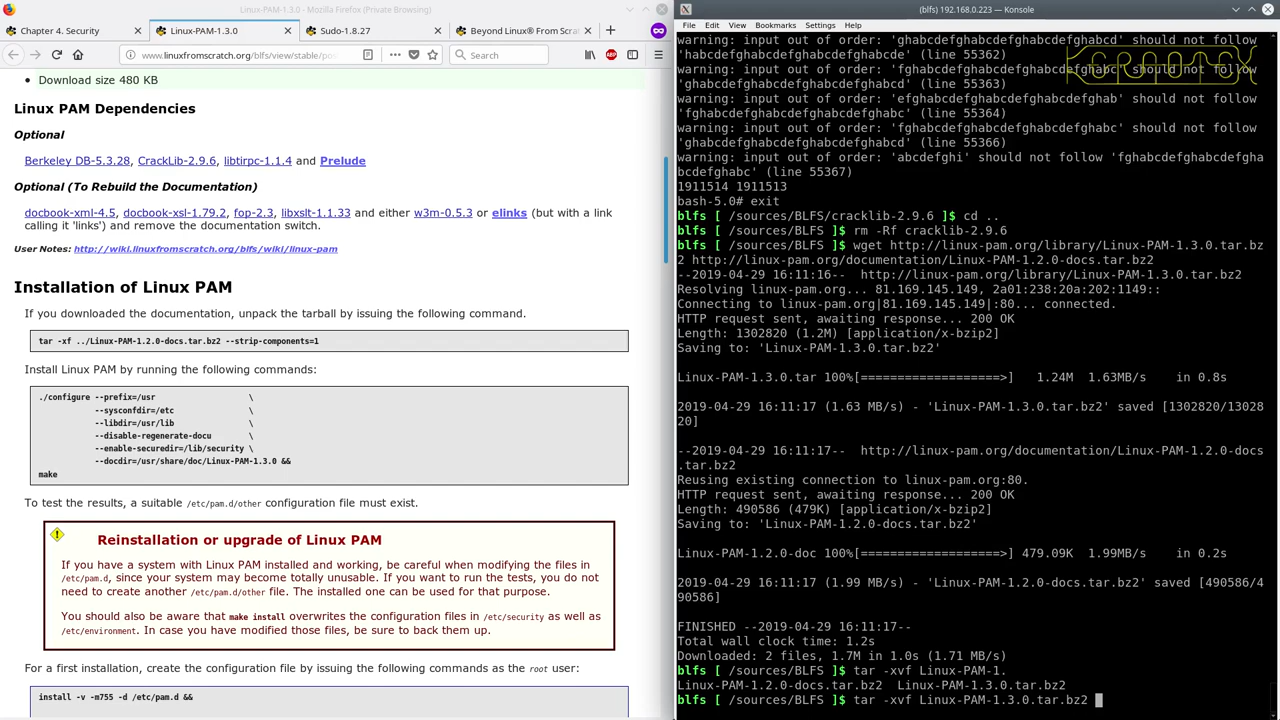 Linux-PAM-1.3.0 - Mozilla Firefox (Private Browsing)
Chapter 4. Security
Linux-PAM-1.3.0
Sudo-1.8.27
Beyond Linux® From Scr
www.linuxfromscratch.org/blfs/view/stable/pos
Search
Download size 480 KB
Linux PAM Dependencies
Optional
Berkeley DB-5.3.28, CrackLib-2.9.6, libtirpc-1.1.4 and Prelude
Optional (To Rebuild the Documentation)
docbook-xml-4.5, docbook-xsl-1.79.2, fop-2.3, libxslt-1.1.33 and either w3m-0.5.3 or elinks (but with a link
calling it 'links') and remove the documentation switch.
User Notes: http://wiki.linuxfromscratch.org/blfs/wiki/linux-pam
Installation of Linux PAM
If you downloaded the documentation, unpack the tarball by issuing the following command.
tar -xf ../Linux-PAM-1.2.0-docs.tar.bz2 --strip-components=1
Install Linux PAM by running the following commands:
./configure --prefix=/usr \
--sysconfdir=/etc \
--libdir=/usr/lib \
--disable-regenerate-docu \
--enable-securedir=/lib/security \
--docdir=/usr/share/doc/Linux-PAM-1.3.0 &&
make
To test the results, a suitable /etc/pam.d/other configuration file must exist.
Reinstallation or upgrade of Linux PAM
If you have a system with Linux PAM installed and working, be careful when modifying the files in
/etc/pam.d, since your system may become totally unusable. If you want to run the tests, you do not
need to create another /etc/pam.d/other file. The installed one can be used for that purpose.
You should also be aware that make install overwrites the configuration files in /etc/security as well as
/etc/environment. In case you have modified those files, be sure to back them up.
For a first installation, create the configuration file by issuing the following commands as the root user:
install -v -m755 -d /etc/pam.d &&
(blfs) 192.168.0.223 — Konsole
File Edit View Bookmarks Settings Help
warning: input out of order: 'ghabcdefghabcdefghabcd' should not follow
'habcdefghabcdefghabcde' (line 55362)
warning: input out of order: 'fghabcdefghabcdefghabc' should not follow
'ghabcdefghabcdefghabcd' (line 55363)
warning: input out of order: 'efghabcdefghabcdefghab' should not follow
'fghabcdefghabcdefghabc' (line 55364)
warning: input out of order: 'fghabcdefghabcdefghabc' should not follow
'ghabcdefghabcdefghabcd' (line 55366)
warning: input out of order: 'abcdefghi' should not follow 'fghabcdefghabcdefgha
bcdefghabc' (line 55367)
1911514 1911513
bash-5.0# exit
blfs [ /sources/BLFS/cracklib-2.9.6 ]$ cd ..
blfs [ /sources/BLFS ]$ rm -Rf cracklib-2.9.6
blfs [ /sources/BLFS ]$ wget http://linux-pam.org/library/Linux-PAM-1.3.0.tar.bz
2 http://linux-pam.org/documentation/Linux-PAM-1.2.0-docs.tar.bz2
--2019-04-29 16:11:16-- http://linux-pam.org/library/Linux-PAM-1.3.0.tar.bz2
Resolving linux-pam.org... 81.169.145.149, 2a01:238:20a:202:1149::
Connecting to linux-pam.org|81.169.145.149|:80... connected.
HTTP request sent, awaiting response... 200 OK
Length: 1302820 (1.2M) [application/x-bzip2]
Saving to: 'Linux-PAM-1.3.0.tar.bz2'
Linux-PAM-1.3.0.tar 100%[===================>] 1.24M 1.63MB/s in 0.8s
2019-04-29 16:11:17 (1.63 MB/s) - 'Linux-PAM-1.3.0.tar.bz2' saved [1302820/13028
20]
--2019-04-29 16:11:17-- http://linux-pam.org/documentation/Linux-PAM-1.2.0-docs
.tar.bz2
Reusing existing connection to linux-pam.org:80.
HTTP request sent, awaiting response... 200 OK
Length: 490586 (479K) [application/x-bzip2]
Saving to: 'Linux-PAM-1.2.0-docs.tar.bz2'
Linux-PAM-1.2.0-doc 100%[===================>] 479.09K 1.99MB/s in 0.2s
2019-04-29 16:11:17 (1.99 MB/s) - 'Linux-PAM-1.2.0-docs.tar.bz2' saved [490586/4
90586]
FINISHED --2019-04-29 16:11:17--
Total wall clock time: 1.2s
Downloaded: 2 files, 1.7M in 1.0s (1.71 MB/s)
blfs [ /sources/BLFS ]$ tar -xvf Linux-PAM-1.
Linux-PAM-1.2.0-docs.tar.bz2 Linux-PAM-1.3.0.tar.bz2
blfs [ /sources/BLFS ]$ tar -xvf Linux-PAM-1.3.0.tar.bz2